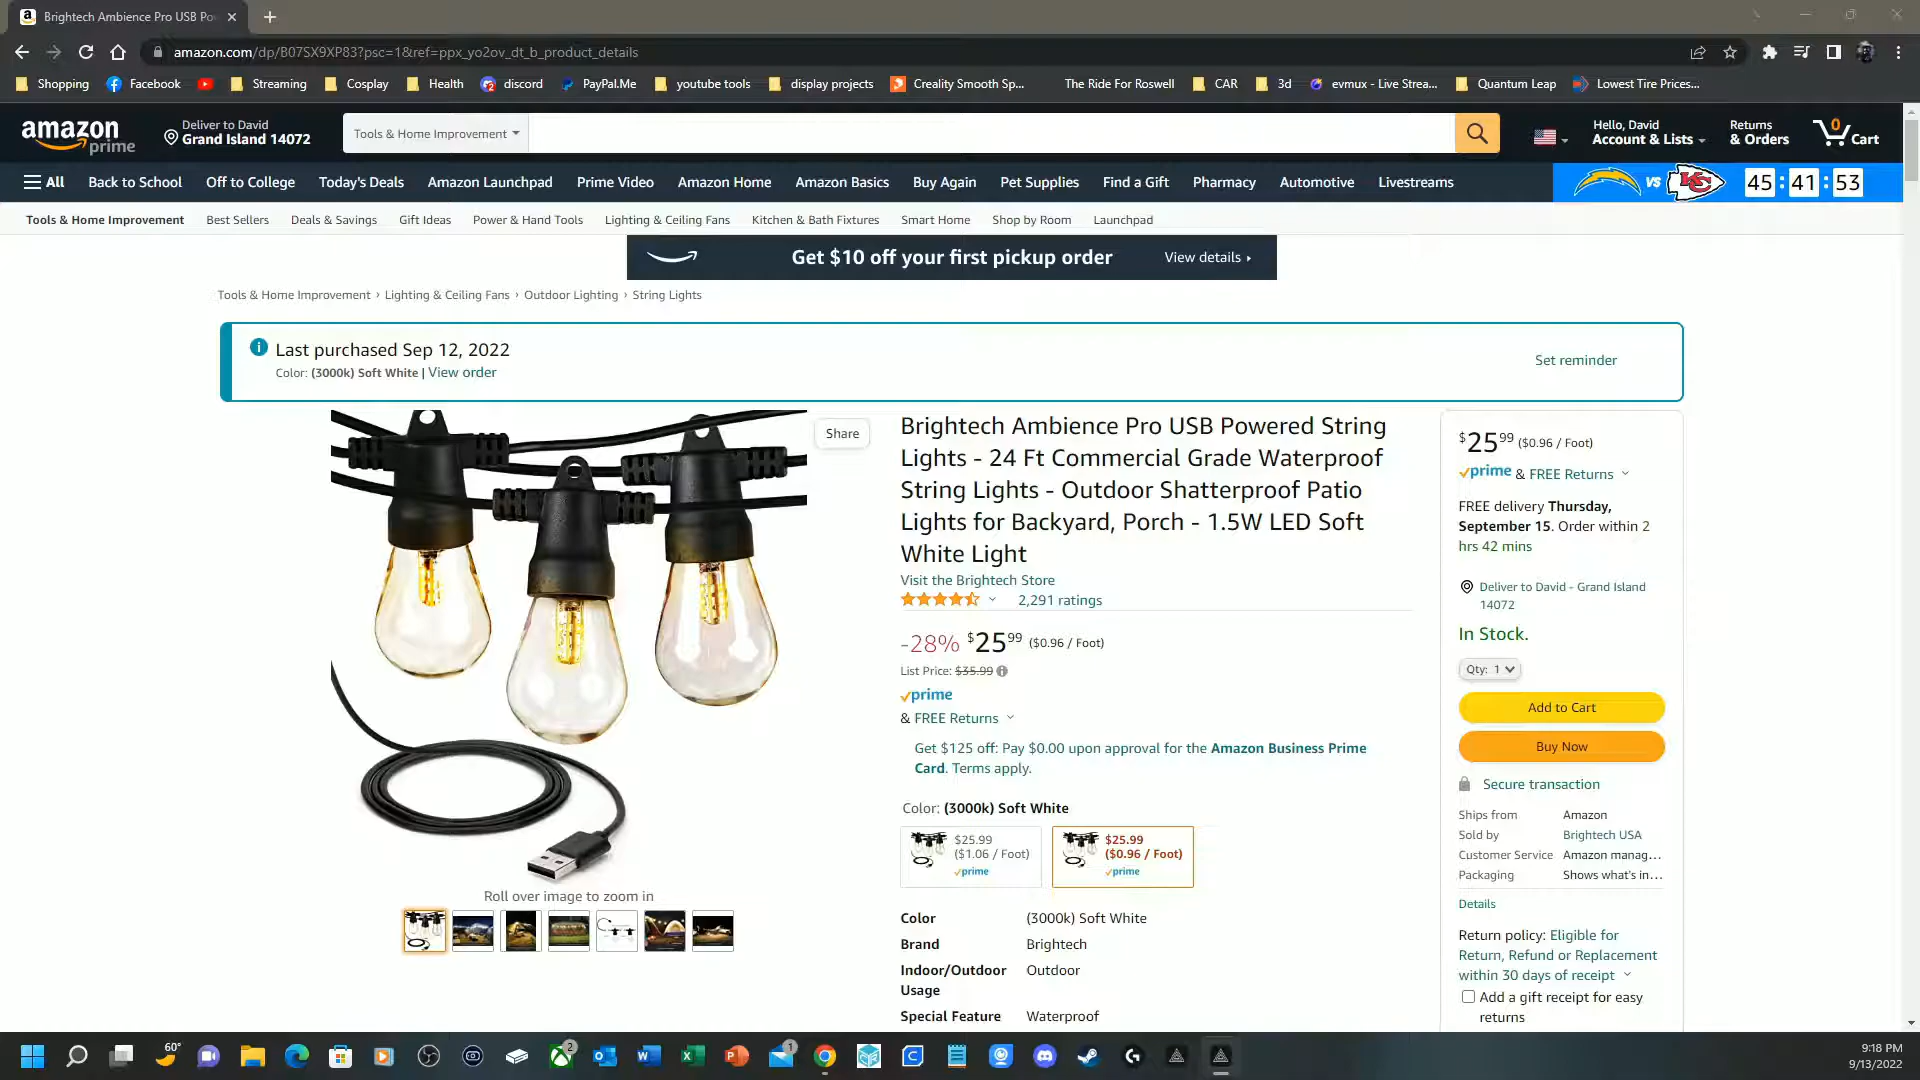 Brightech Ambience Pro USB Po
amazon.com/dp/B07SX9XP83?psc=1&ref=ppx_yo2ov_dt_b_product_details
Shopping
Facebook
Streaming
Cosplay
Health
discord
PayPal.Me
youtube tools
display projects
Creality Smooth Sp...
The Ride For Roswell
CAR
3d
evmux - Live Strea...
Quantum Leap
Lowest Tire Prices...
amazon
prime
Deliver to David
Grand Island 14072
Tools & Home Improvement
Hello, David
Account & Lists
Returns
& Orders
0
Cart
All
Back to School
Off to College
Today's Deals
Amazon Launchpad
Prime Video
Amazon Home
Amazon Basics
Buy Again
Pet Supplies
Find a Gift
Pharmacy
Automotive
Livestreams
VS
KC
45 : 41 : 53
Tools & Home Improvement
Best Sellers
Deals & Savings
Gift Ideas
Power & Hand Tools
Lighting & Ceiling Fans
Kitchen & Bath Fixtures
Smart Home
Shop by Room
Launchpad
Get $10 off your first pickup order
View details ▸
Tools & Home Improvement › Lighting & Ceiling Fans › Outdoor Lighting › String Lights
Last purchased Sep 12, 2022
Color: (3000k) Soft White | View order
Set reminder
Share
Roll over image to zoom in
Brightech Ambience Pro USB Powered String
Lights - 24 Ft Commercial Grade Waterproof
String Lights - Outdoor Shatterproof Patio
Lights for Backyard, Porch - 1.5W LED Soft
White Light
Visit the Brightech Store
2,291 ratings
-28% $25.99 ($0.96 / Foot)
List Price: $35.99
prime
& FREE Returns
Get $125 off: Pay $0.00 upon approval for the Amazon Business Prime
Card. Terms apply.
Color: (3000k) Soft White
$25.99
($1.06 / Foot)
prime
$25.99
($0.96 / Foot)
prime
Color (3000k) Soft White
Brand Brightech
Indoor/Outdoor Outdoor
Usage
Special Feature Waterproof
$25.99 ($0.96 / Foot)
prime & FREE Returns
FREE delivery Thursday,
September 15. Order within 2
hrs 42 mins
Deliver to David - Grand Island
14072
In Stock.
Qty: 1
Add to Cart
Buy Now
Secure transaction
Ships from Amazon
Sold by Brightech USA
Customer Service Amazon manag...
Packaging Shows what's in...
Details
Return policy: Eligible for
Return, Refund or Replacement
within 30 days of receipt
Add a gift receipt for easy
returns
60°
2
1
9:18 PM
9/13/2022